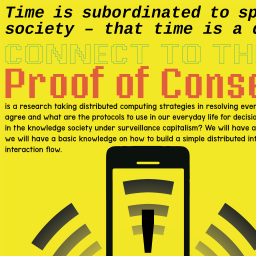 Time is subordinated to sp
society – that time is a d
CONNECT TO TH
Proof of Conse
is a research taking distributed computing strategies in resolving ever
agree and what are the protocols to use in our everyday life for decisio
in the knowledge society under surveillance capitalism? We will have a
we will have a basic knowledge on how to build a simple distributed int
interaction flow.